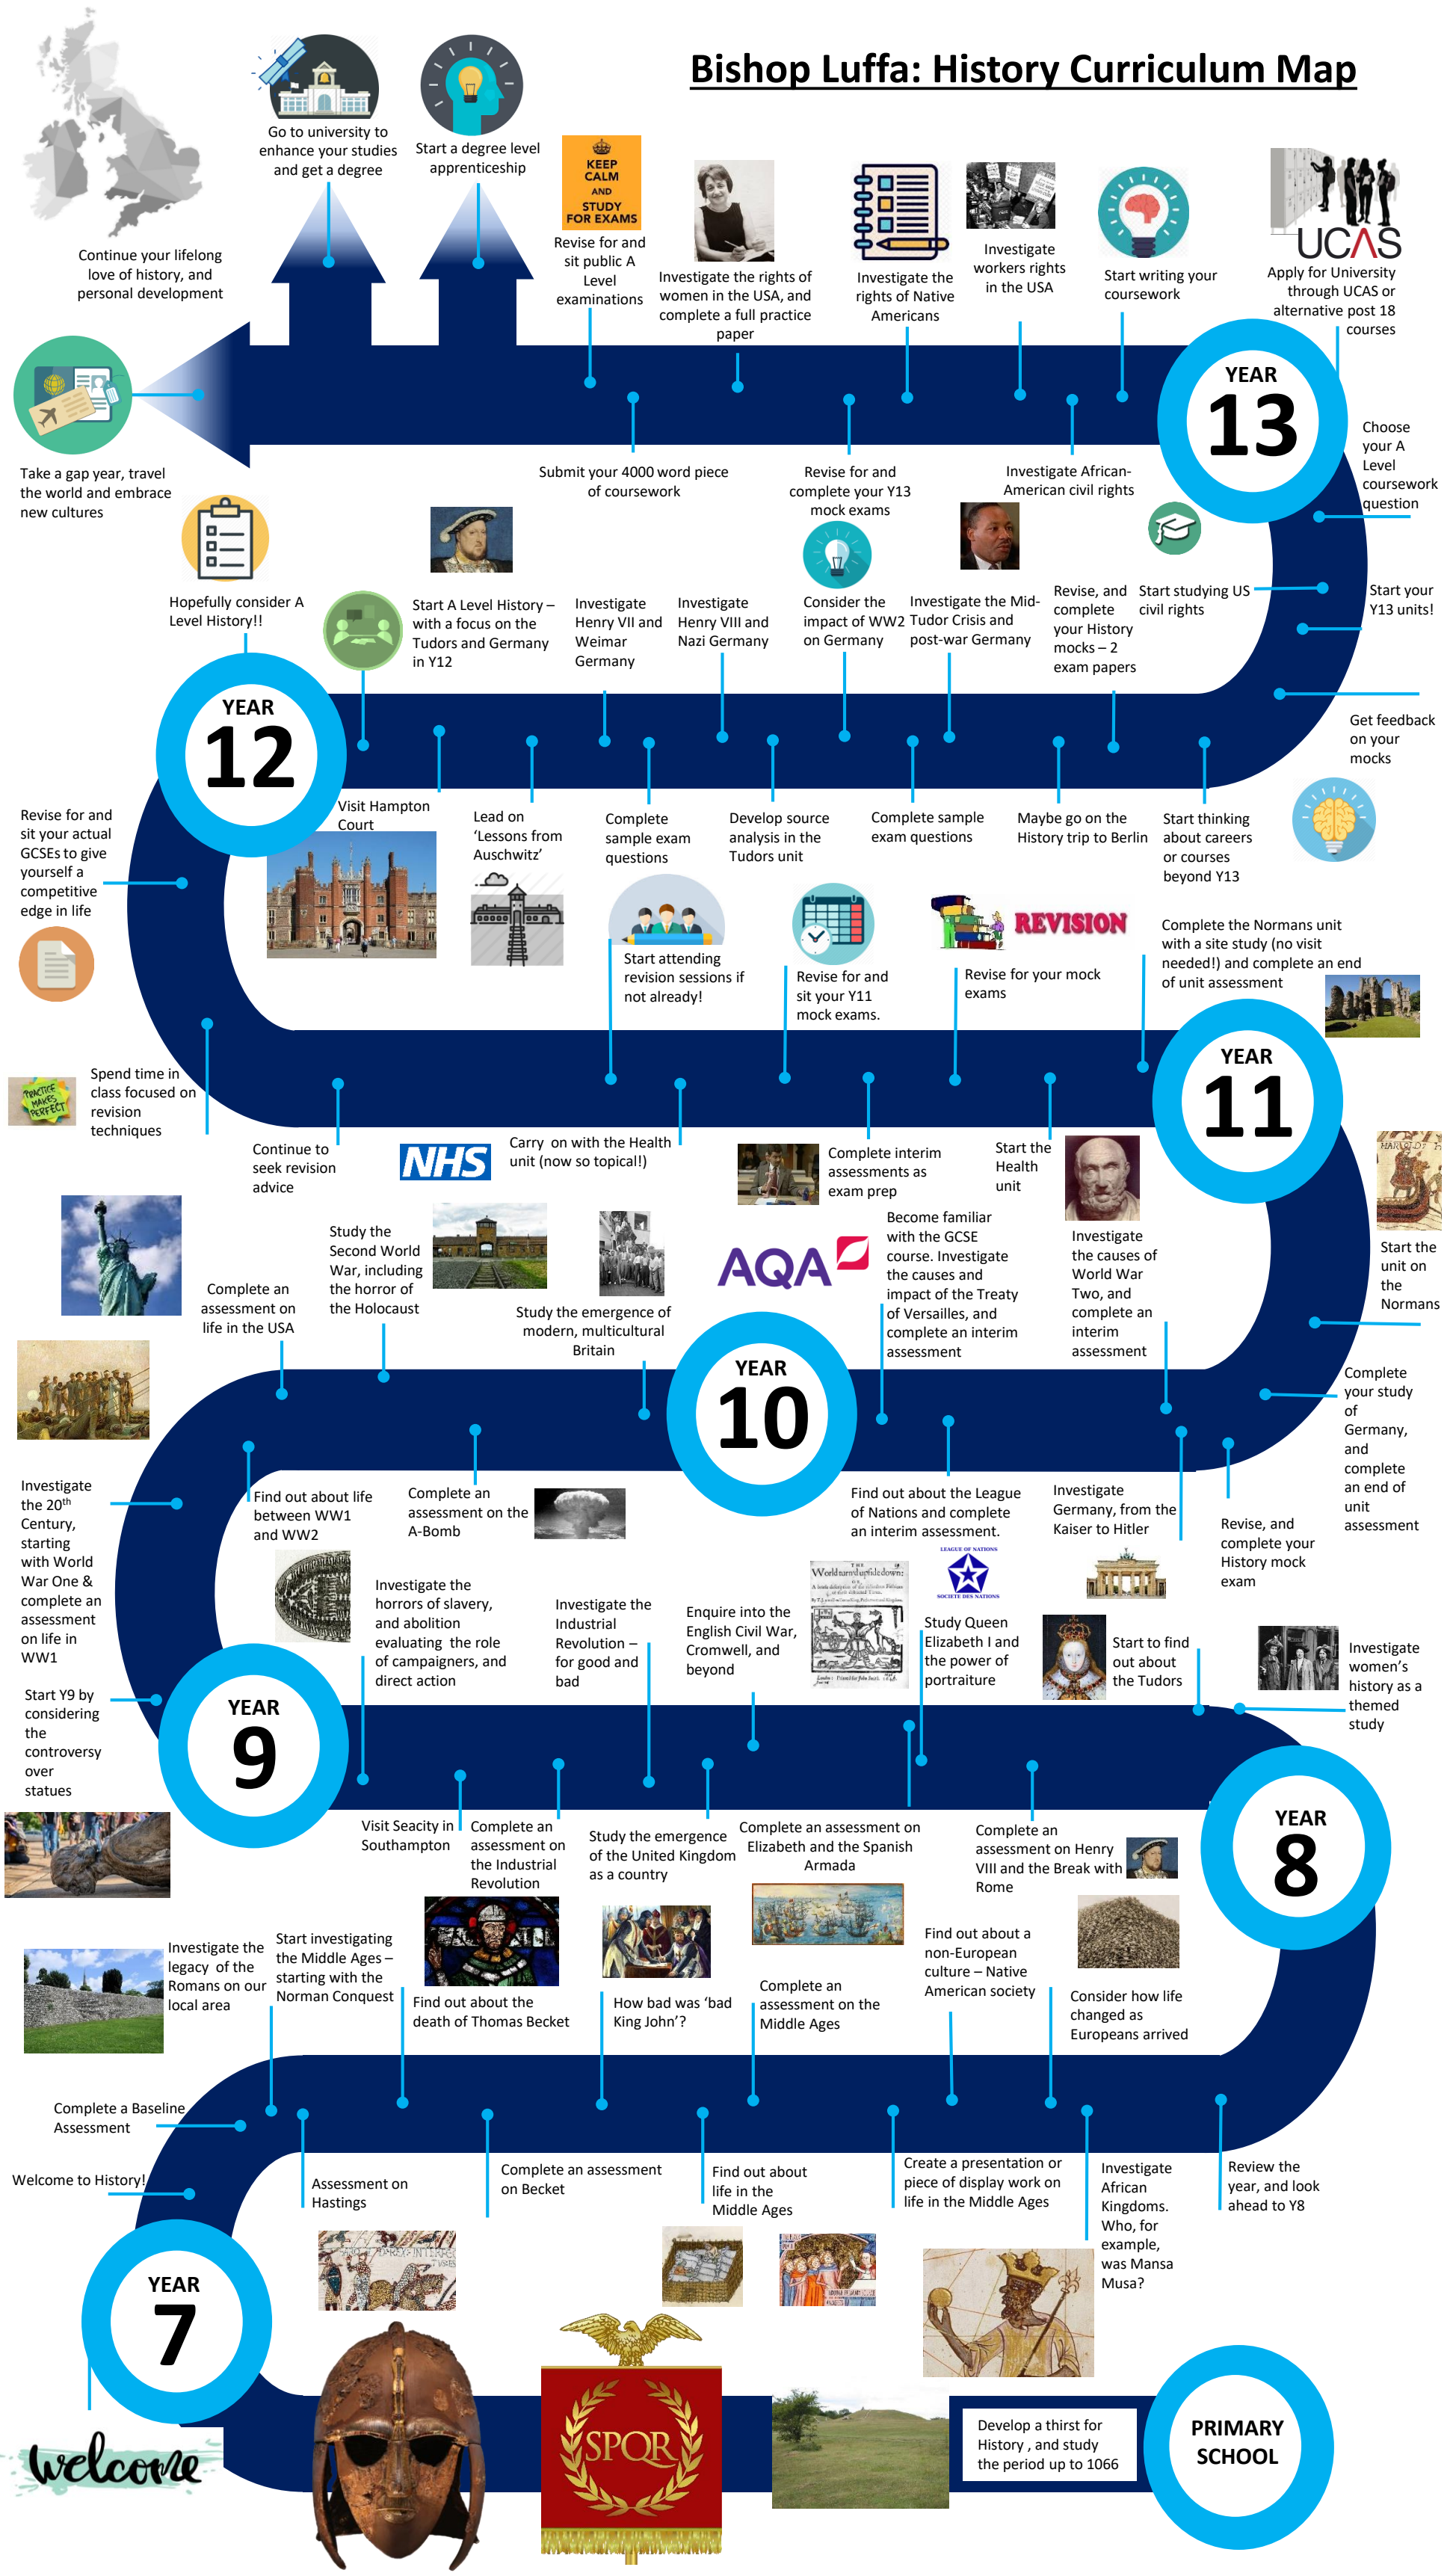 Bishop Luffa: History Curriculum Map
Go to university to
enhance your studies
and get a degree
Start a degree level
apprenticeship
KEEP
CALM
AND
STUDY
FOR EXAMS
Revise for and
sit public A
Level
examinations
Investigate the rights of
women in the USA, and
complete a full practice
paper
Investigate the
rights of Native
Americans
Investigate
workers rights
in the USA
Start writing your
coursework
UCAS
Apply for University
through UCAS or
alternative post 18
courses
Continue your lifelong
love of history, and
personal development
YEAR
13
Take a gap year, travel
the world and embrace
new cultures
Submit your 4000 word piece
of coursework
Revise for and
complete your Y13
mock exams
Investigate African-
American civil rights
Choose
your A
Level
coursework
question
Hopefully consider A
Level History!!
Start A Level History –
with a focus on the
Tudors and Germany
in Y12
Investigate
Henry VII and
Weimar
Germany
Investigate
Henry VIII and
Nazi Germany
Consider the
impact of WW2
on Germany
Investigate the Mid-
Tudor Crisis and
post-war Germany
Revise, and
complete
your History
mocks – 2
exam papers
Start studying US
civil rights
Start your
Y13 units!
Get feedback
on your
mocks
YEAR
12
Visit Hampton
Court
Lead on
‘Lessons from
Auschwitz’
Complete
sample exam
questions
Develop source
analysis in the
Tudors unit
Complete sample
exam questions
Maybe go on the
History trip to Berlin
Start thinking
about careers
or courses
beyond Y13
Revise for and
sit your actual
GCSEs to give
yourself a
competitive
edge in life
Start attending
revision sessions if
not already!
Revise for and
sit your Y11
mock exams.
REVISION
Revise for your mock
exams
Complete the Normans unit
with a site study (no visit
needed!) and complete an end
of unit assessment
YEAR
11
PRACTICE
MAKES
PERFECT
Spend time in
class focused on
revision
techniques
Continue to
seek revision
advice
NHS
Carry on with the Health
unit (now so topical!)
Complete interim
assessments as
exam prep
Start the
Health
unit
HAROLD
Start the
unit on
the
Normans
Complete an
assessment on
life in the USA
Study the
Second World
War, including
the horror of
the Holocaust
Study the emergence of
modern, multicultural
Britain
AQA
Become familiar
with the GCSE
course. Investigate
the causes and
impact of the Treaty
of Versailles, and
complete an interim
assessment
Investigate
the causes of
World War
Two, and
complete an
interim
assessment
YEAR
10
Complete
your study
of
Germany,
and
complete
an end of
unit
assessment
Investigate
the 20th
Century,
starting
with World
War One &
complete an
assessment
on life in
WW1
Find out about life
between WW1
and WW2
Complete an
assessment on the
A-Bomb
Find out about the League
of Nations and complete
an interim assessment.
Investigate
Germany, from the
Kaiser to Hitler
Revise, and
complete your
History mock
exam
LEAGUE OF NATIONS
SOCIETE DES NATIONS
THE
World turn'd upside down:
Investigate the
horrors of slavery,
and abolition
evaluating the role
of campaigners, and
direct action
Investigate the
Industrial
Revolution –
for good and
bad
Enquire into the
English Civil War,
Cromwell, and
beyond
Study Queen
Elizabeth I and
the power of
portraiture
Start to find
out about
the Tudors
Investigate
women’s
history as a
themed
study
Start Y9 by
considering
the
controversy
over
statues
YEAR
9
Visit Seacity in
Southampton
Complete an
assessment on
the Industrial
Revolution
Study the emergence
of the United Kingdom
as a country
Complete an assessment on
Elizabeth and the Spanish
Armada
Complete an
assessment on Henry
VIII and the Break with
Rome
YEAR
8
Investigate the
legacy of the
Romans on our
local area
Start investigating
the Middle Ages –
starting with the
Norman Conquest
Find out about the
death of Thomas Becket
How bad was ‘bad
King John’?
Complete an
assessment on the
Middle Ages
Find out about a
non-European
culture – Native
American society
Consider how life
changed as
Europeans arrived
Complete a Baseline
Assessment
Welcome to History!
Assessment on
Hastings
Complete an assessment
on Becket
Find out about
life in the
Middle Ages
Create a presentation or
piece of display work on
life in the Middle Ages
Investigate
African
Kingdoms.
Who, for
example,
was Mansa
Musa?
Review the
year, and look
ahead to Y8
YEAR
7
welcome
SPQR
Develop a thirst for
History , and study
the period up to 1066
PRIMARY
SCHOOL